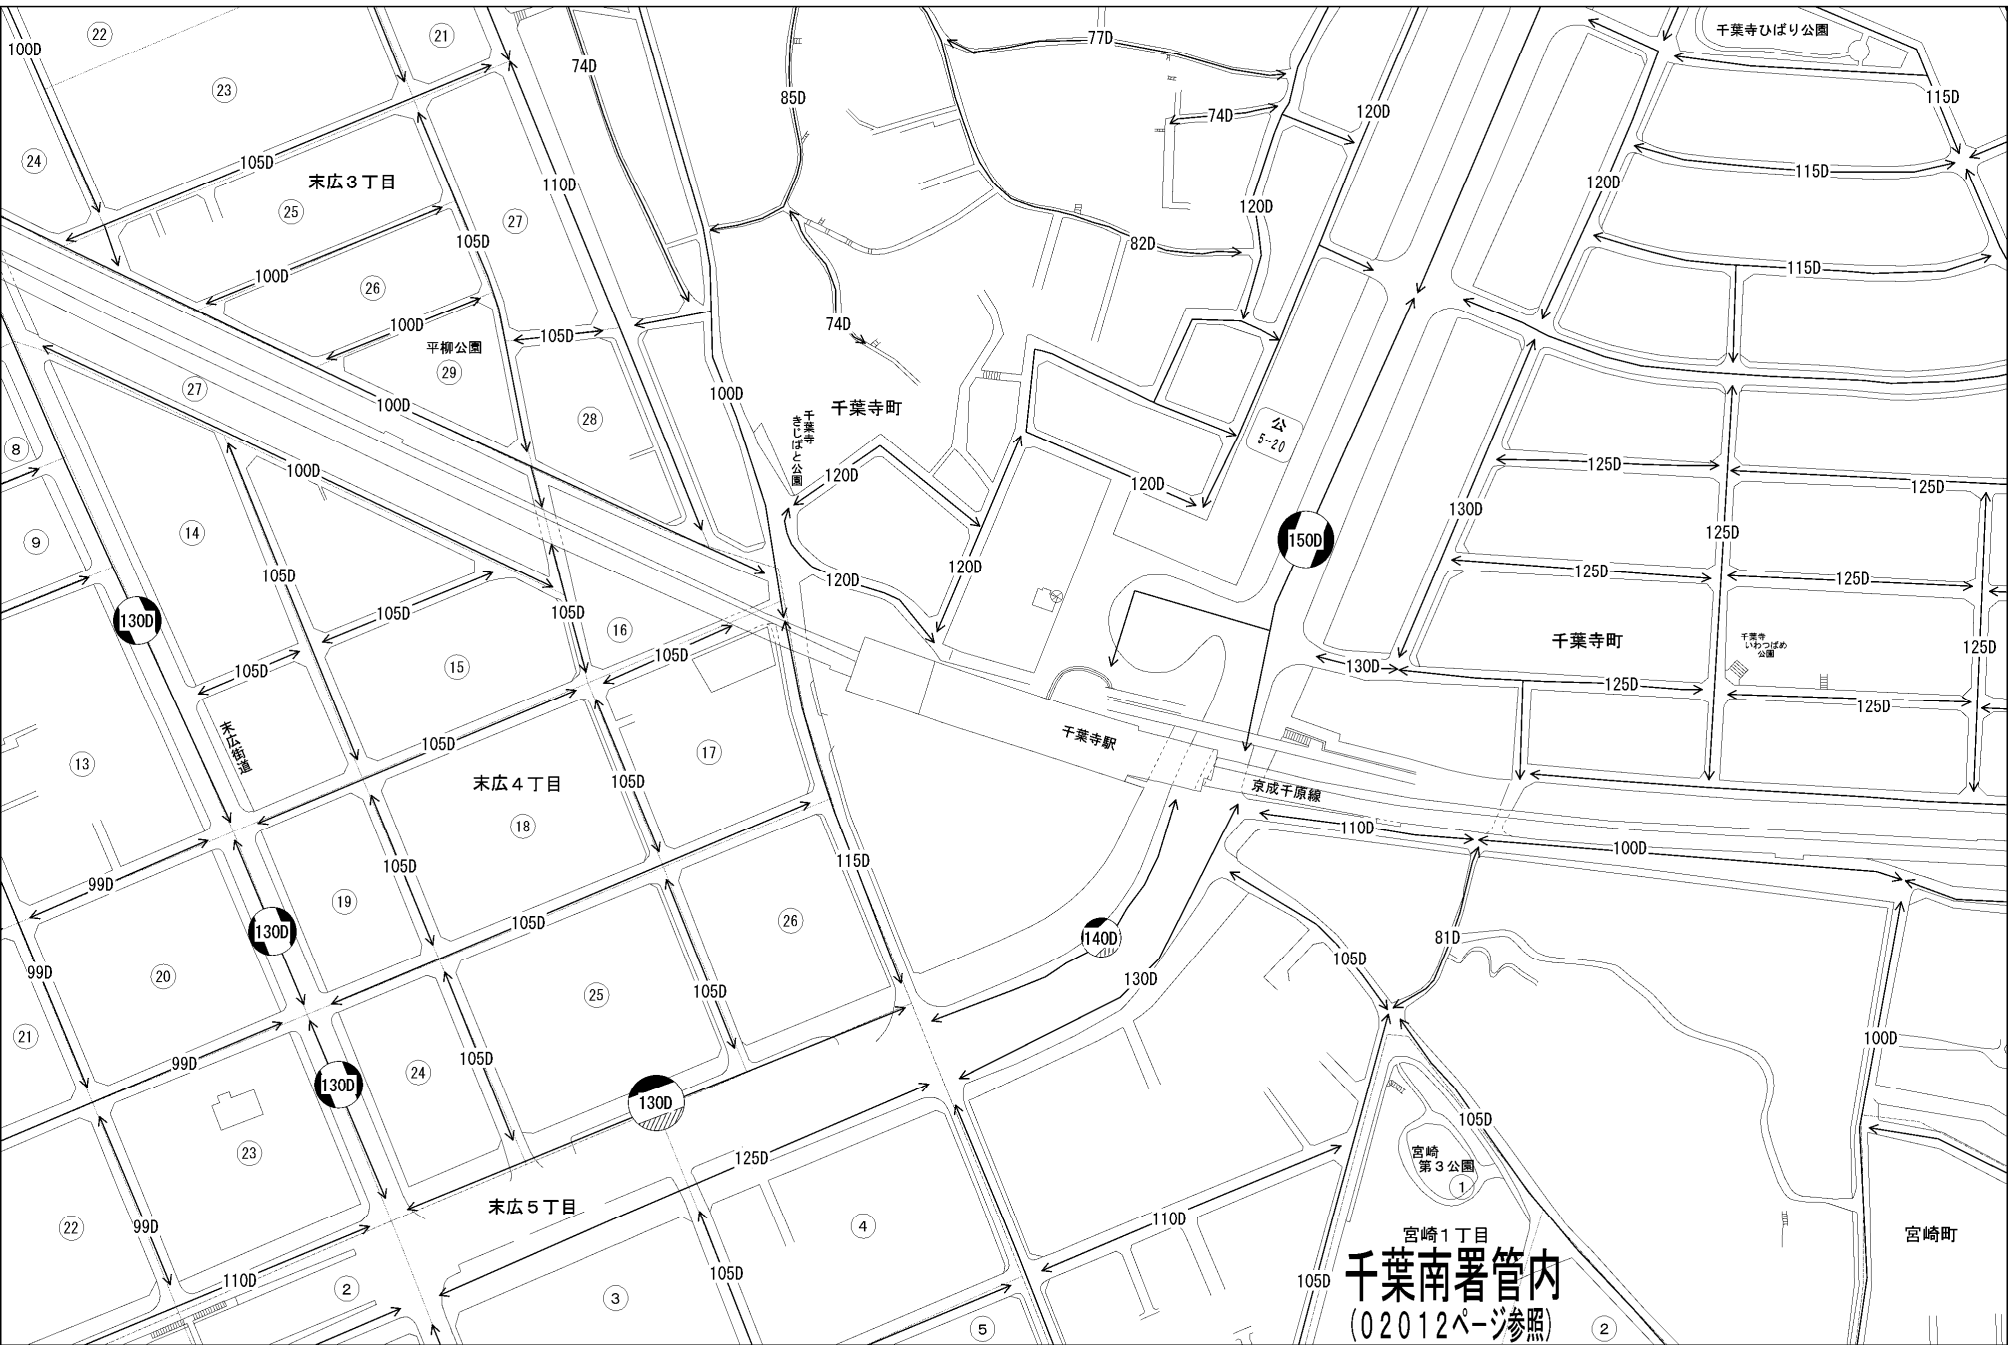 22
21
100D
74D
77D
千葉寺ひばり公園
23
85D
120D
115D
24
105D
74D
末広3丁目
110D
115D
25
27
105D
120D
120D
82D
100D
26
115D
100D
74D
105D
平柳公園
29
27
100D
100D
28
千葉寺町
千葉寺
きじばと公園
公
5-20
8
100D
120D
120D
125D
125D
130D
9
14
150D
125D
105D
120D
120D
125D
125D
105D
105D
130D
16
105D
15
105D
千葉寺町
千葉寺
いわつばめ
公園
125D
130D
125D
125D
末広街道
105D
千葉寺駅
13
17
末広4丁目
105D
京成千原線
18
110D
100D
115D
99D
105D
19
105D
26
130D
140D
81D
99D
20
25
105D
130D
105D
21
99D
105D
24
130D
130D
100D
105D
23
125D
宮崎
第3公園
1
22
99D
末広5丁目
4
110D
宮崎1丁目
宮崎町
110D
2
105D
3
105D
千葉南署管内
(02012ページ参照)
5
2